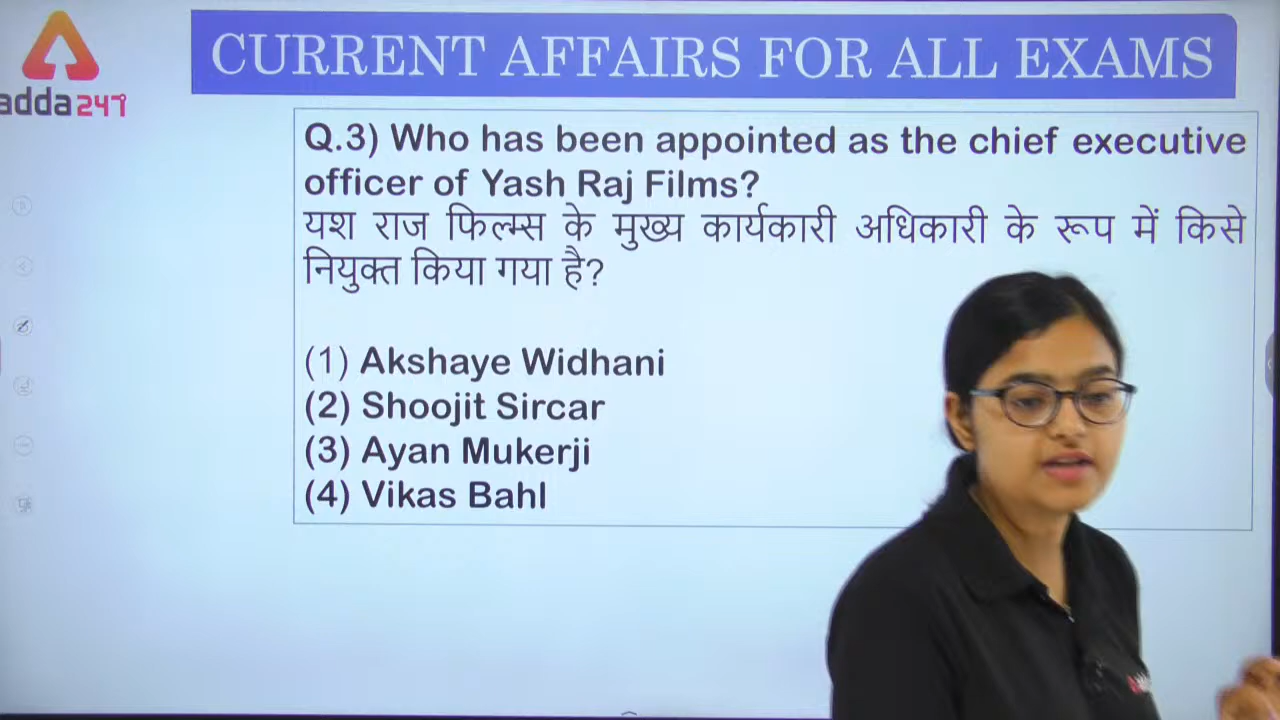 CURRENT AFFAIRS FOR ALL EXAMS
adda247
Q.3) Who has been appointed as the chief executive
officer of Yash Raj Films?
यश राज फिल्म्स के मुख्य कार्यकारी अधिकारी के रूप में किसे
नियुक्त किया गया है?
(1) Akshaye Widhani
(2) Shoojit Sircar
(3) Ayan Mukerji
(4) Vikas Bahl